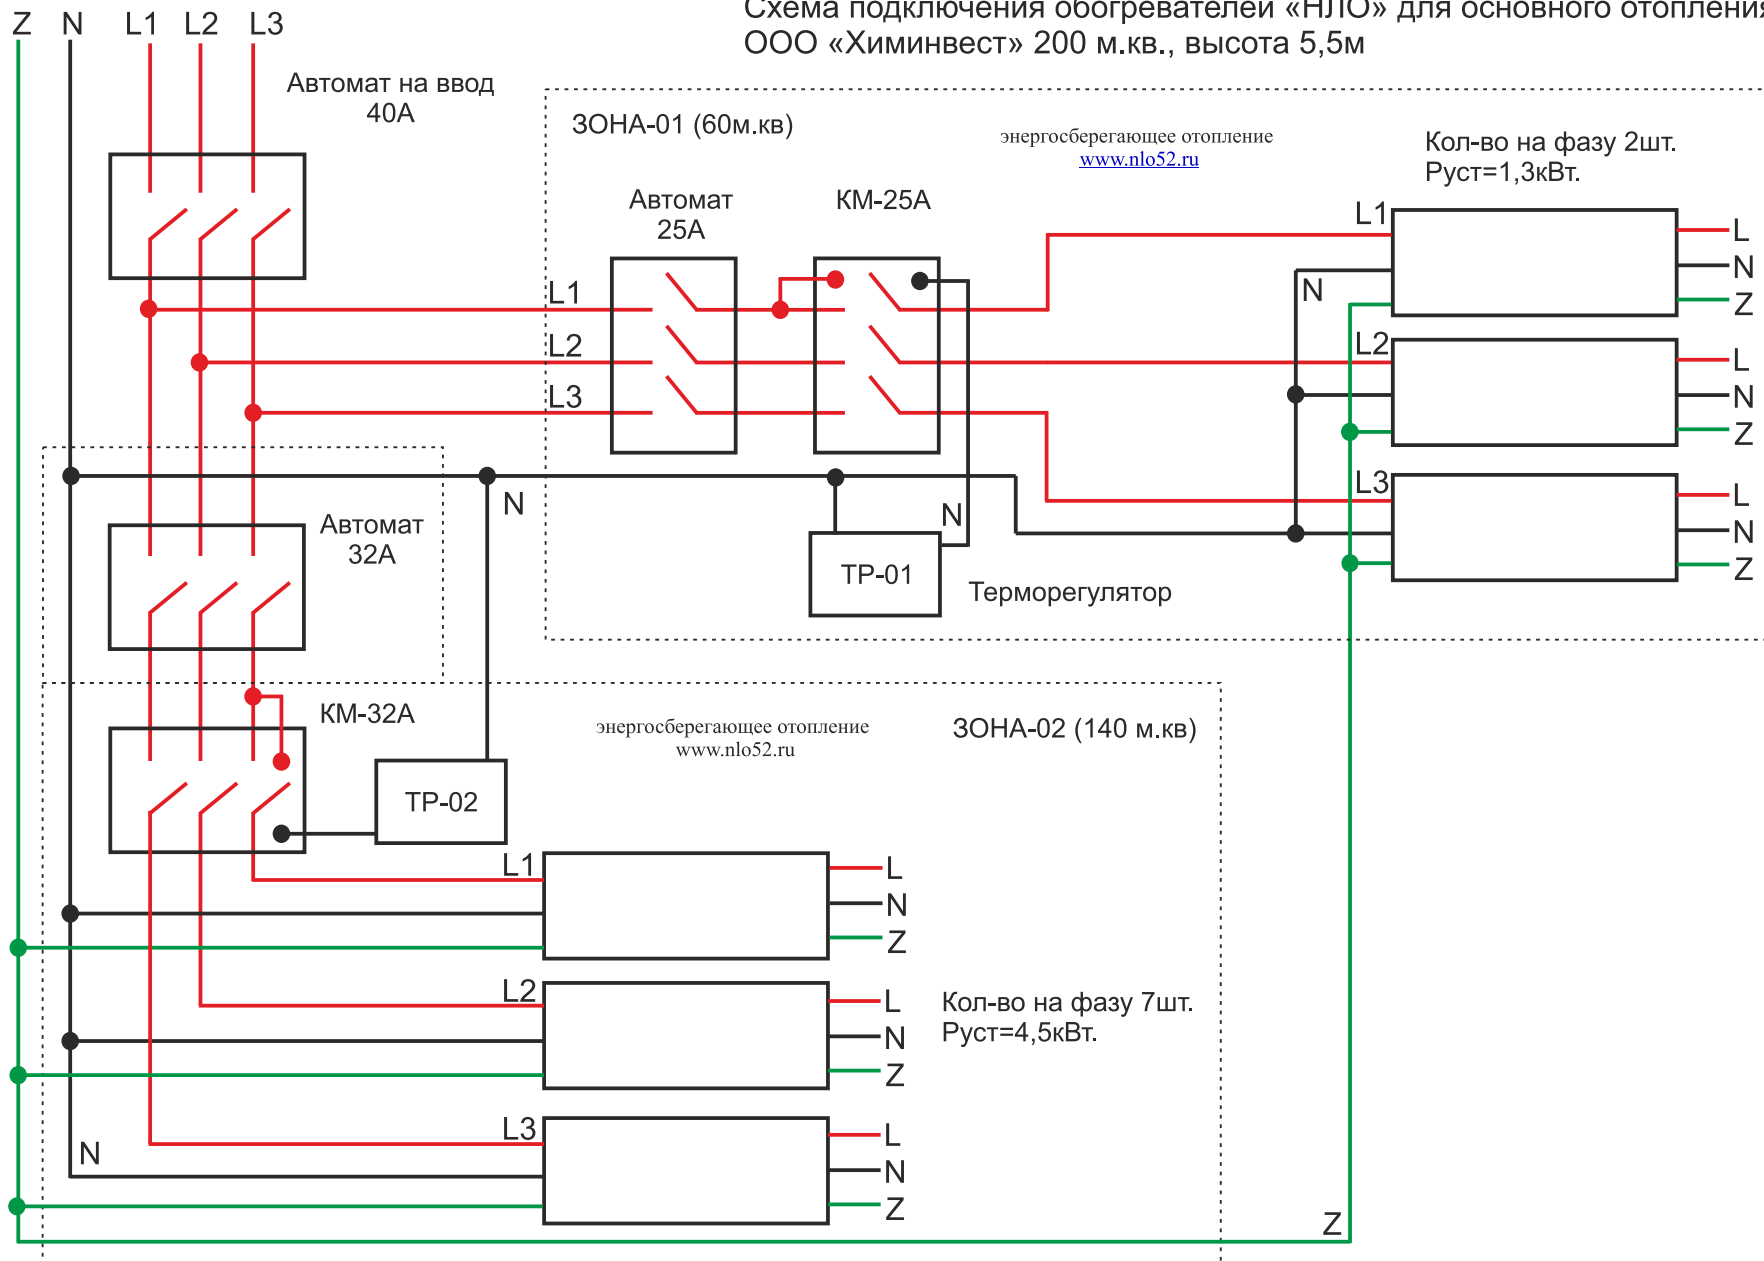 Схема подключения обогревателей «НЛО» для основного отопления
ООО «Химинвест» 200 м.кв., высота 5,5м
Z N L1 L2 L3
Автомат на ввод
40А
ЗОНА-01 (60м.кв)
энергосберегающее отопление
www.nlo52.ru
Кол-во на фазу 2шт.
Руст=1,3кВт.
Автомат
25А
КМ-25А
L1
L
N
Z
N
L1
L2
L3
L2
L
N
Z
L3
L
N
Z
N
N
Автомат
32А
ТР-01
Терморегулятор
КМ-32А
энергосберегающее отопление
www.nlo52.ru
ЗОНА-02 (140 м.кв)
ТР-02
L1
L
N
Z
L2
L
N
Z
Кол-во на фазу 7шт.
Руст=4,5кВт.
L3
L
N
Z
N
Z